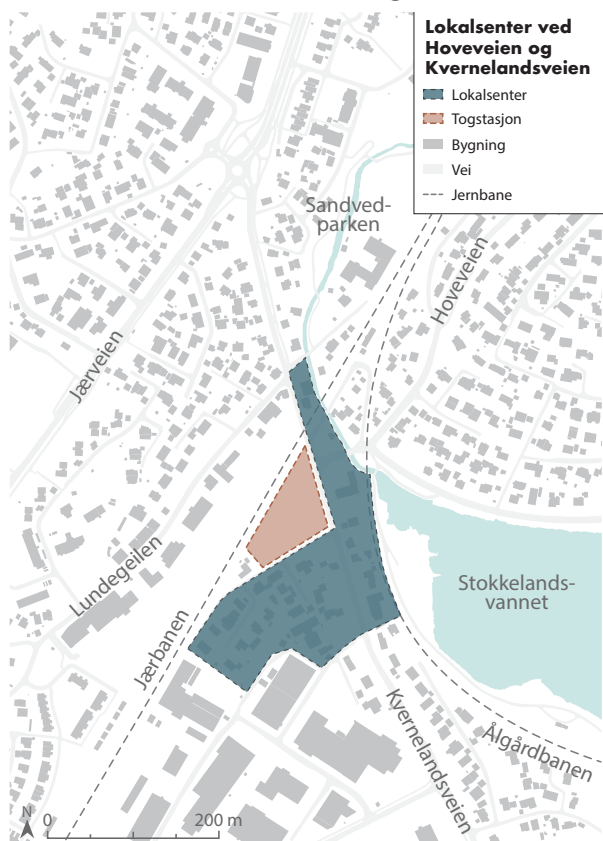 Lokalsenter ved
Hoveveien og
Kvernelandsveien
Lokalsenter
Togstasjon
Bygning
Vei
Jernbane
Sandved-
parken
Hoveveien
Jærveien
Lundegeilen
Stokkelands-
vannet
Jærbanen
Kvernelandsveien
Ålgårdbanen
N
0
200 m